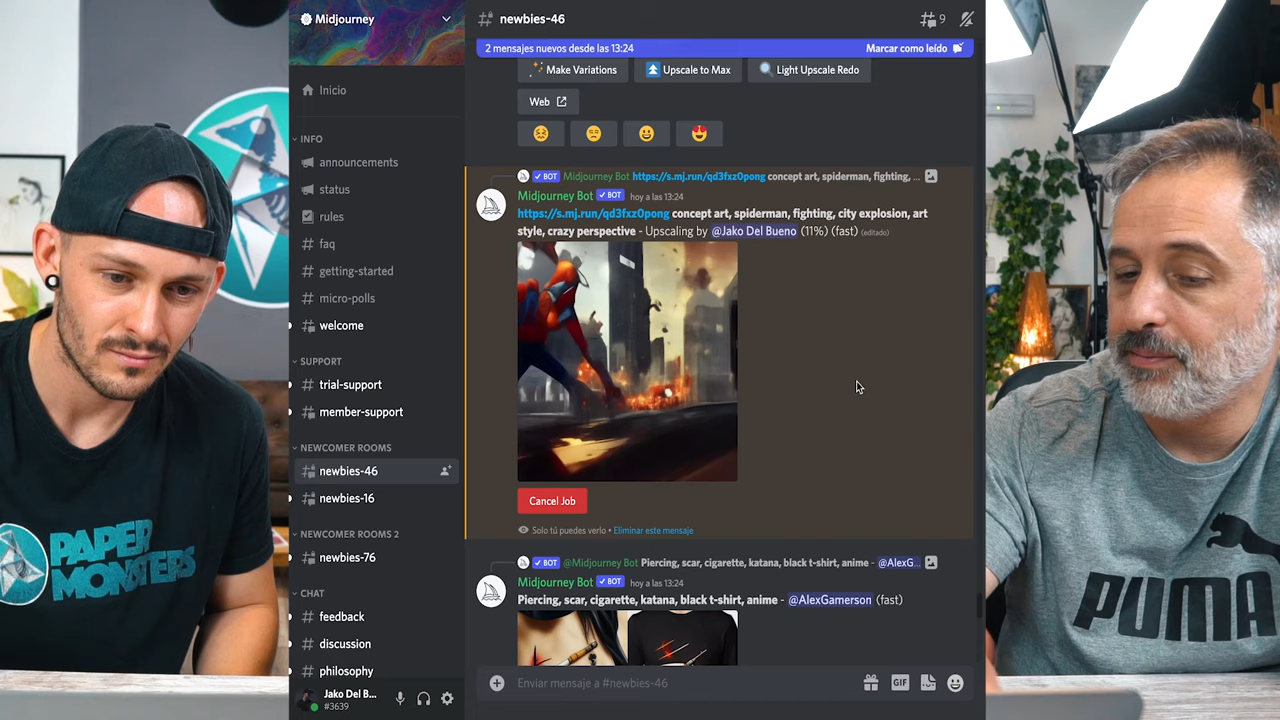 Midjourney
Inicio
INFO
announcements
status
rules
faq
getting-started
micro-polls
welcome
SUPPORT
trial-support
member-support
NEWCOMER ROOMS
newbies-46
newbies-16
NEWCOMER ROOMS 2
newbies-76
CHAT
feedback
discussion
philosophy
Jako Del B...
#3639
newbies-46
9
2 mensajes nuevos desde las 13:24
Marcar como leído
Make Variations
Upscale to Max
Light Upscale Redo
Web
BOT Midjourney Bot https://s.mj.run/qd3fxz0pong concept art, spiderman, fighting, ...
Midjourney Bot BOT hoy a las 13:24
https://s.mj.run/qd3fxz0pong concept art, spiderman, fighting, city explosion, art
style, crazy perspective - Upscaling by @Jako Del Bueno (11%) (fast) (editado)
Cancel Job
Solo tú puedes verlo • Eliminar este mensaje
BOT @Midjourney Bot Piercing, scar, cigarette, katana, black t-shirt, anime - @AlexG...
Midjourney Bot BOT hoy a las 13:24
Piercing, scar, cigarette, katana, black t-shirt, anime - @AlexGamerson (fast)
Enviar mensaje a #newbies-46
GIF
PAPER
MONSTERS
PUMA